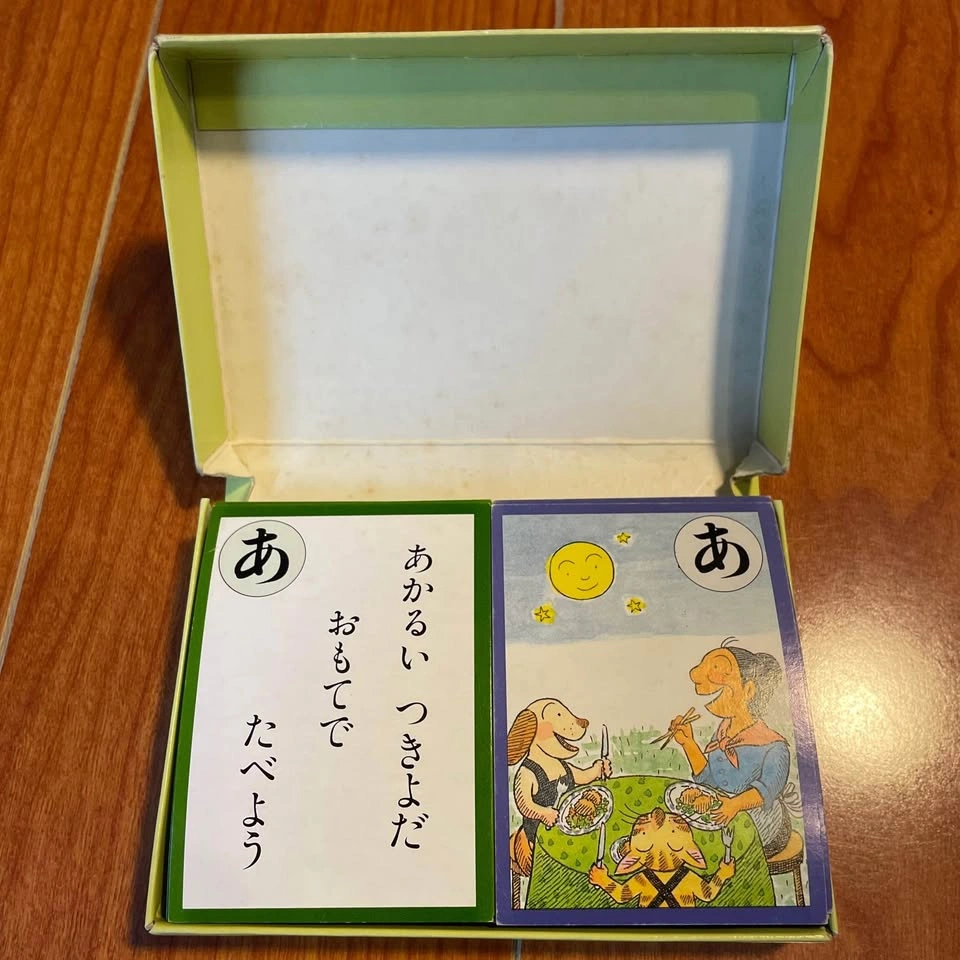 あ
あかるい つきよだ
おもてで
たべよう
あ